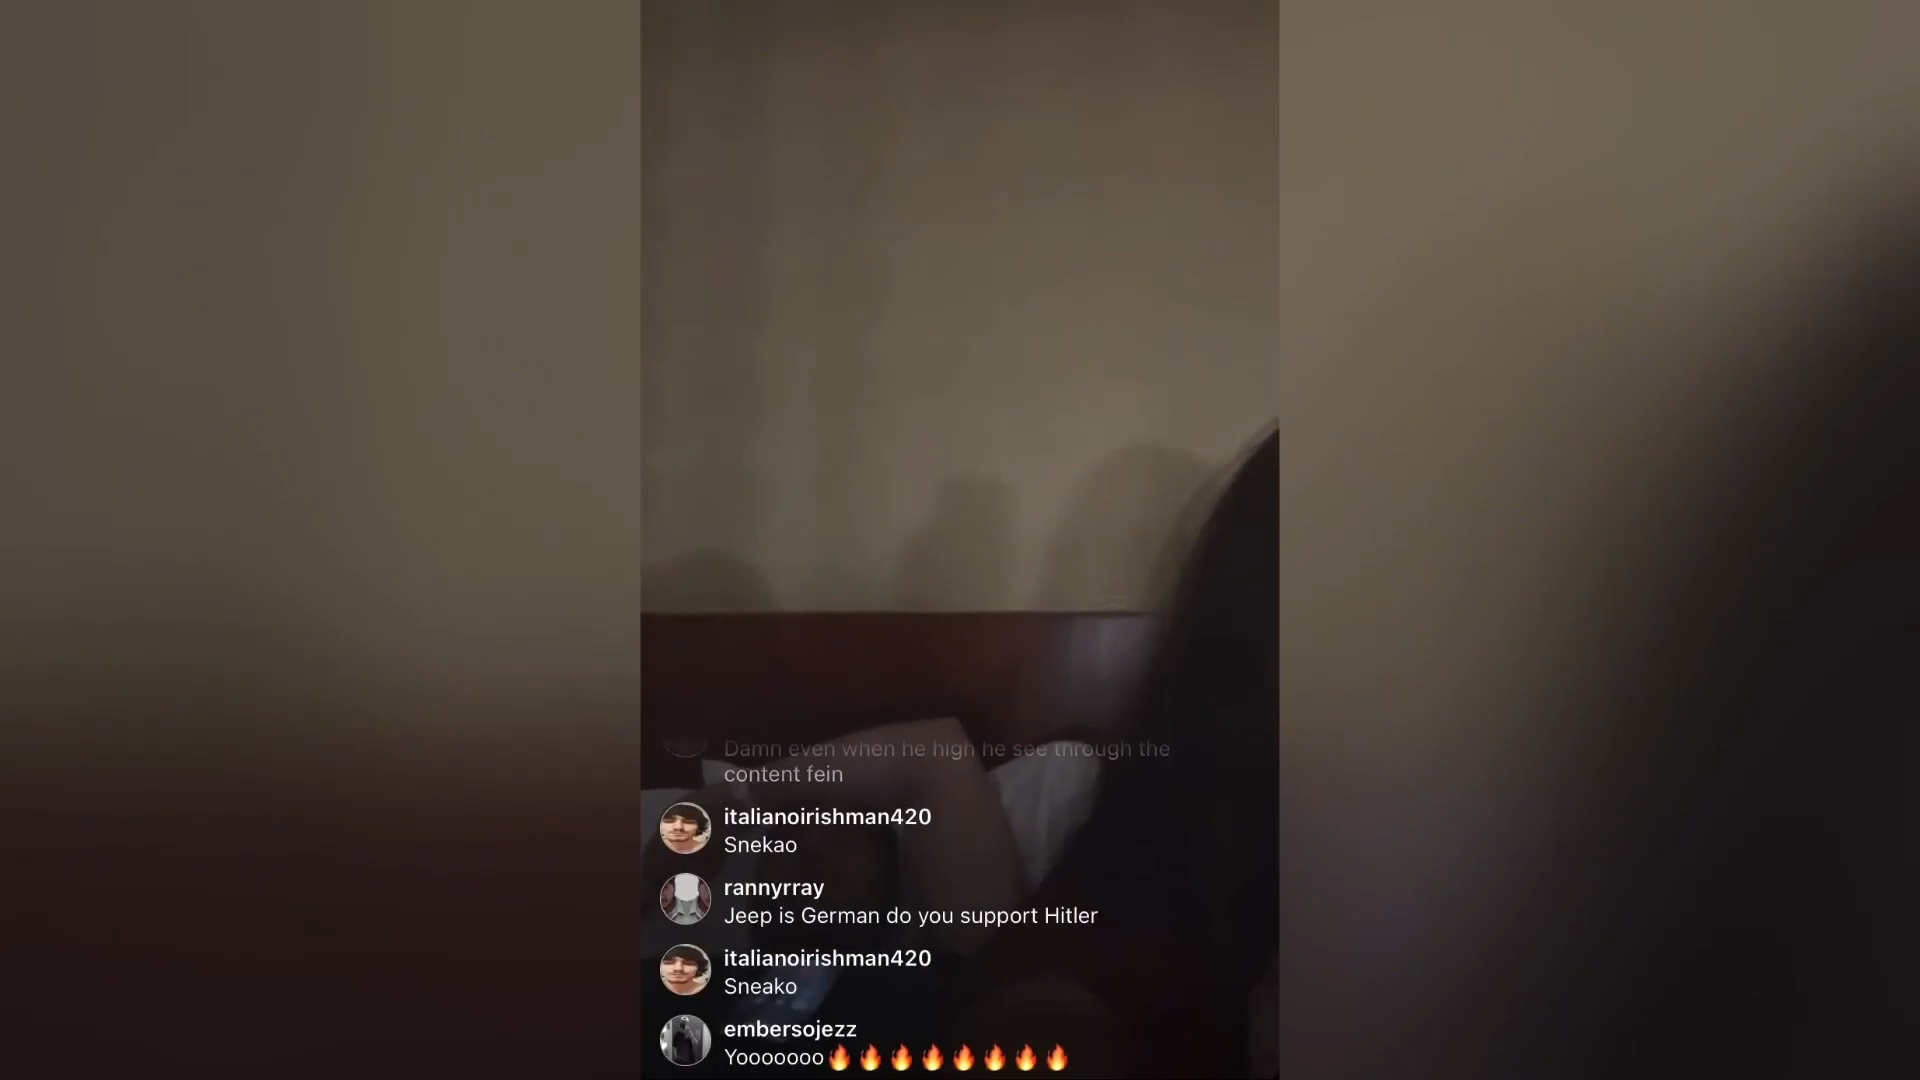 Damn even when he high he see through the
content fein
italianoirishman420
Snekao
rannyrray
Jeep is German do you support Hitler
italianoirishman420
Sneako
embersojezz
Yooooooo🔥🔥🔥🔥🔥🔥🔥🔥